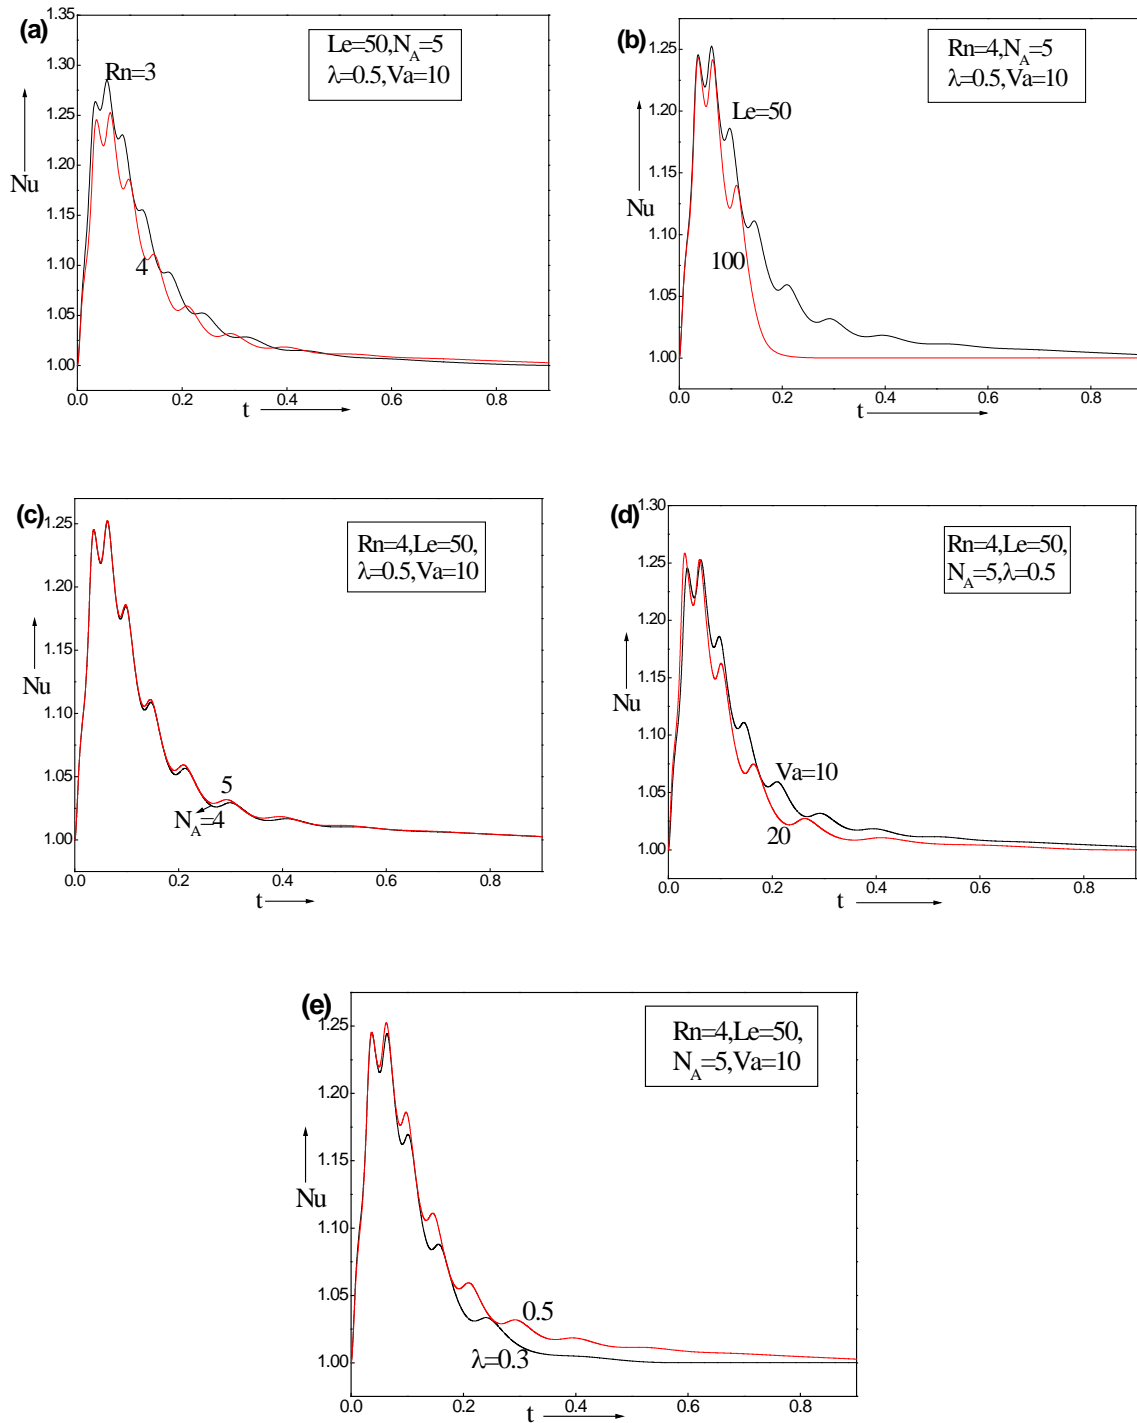 (a)
1.35
1.30
1.25
1.20
1.15
1.10
1.05
1.00
Nu
Rn=3
4
Le=50,N_A=5
λ=0.5,Va=10
0.0 0.2 0.4 0.6 0.8
t
(b)
1.25
1.20
1.15
1.10
1.05
1.00
Nu
Le=50
100
Rn=4,N_A=5
λ=0.5,Va=10
0.0 0.2 0.4 0.6 0.8
t
(c)
1.25
1.20
1.15
1.10
1.05
1.00
Nu
5
N_A=4
Rn=4,Le=50,
λ=0.5,Va=10
0.0 0.2 0.4 0.6 0.8
t
(d)
1.30
1.25
1.20
1.15
1.10
1.05
1.00
Nu
Va=10
20
Rn=4,Le=50,
N_A=5,λ=0.5
0.0 0.2 0.4 0.6 0.8
t
(e)
1.25
1.20
1.15
1.10
1.05
1.00
Nu
0.5
λ=0.3
Rn=4,Le=50,
N_A=5,Va=10
0.0 0.2 0.4 0.6 0.8
t